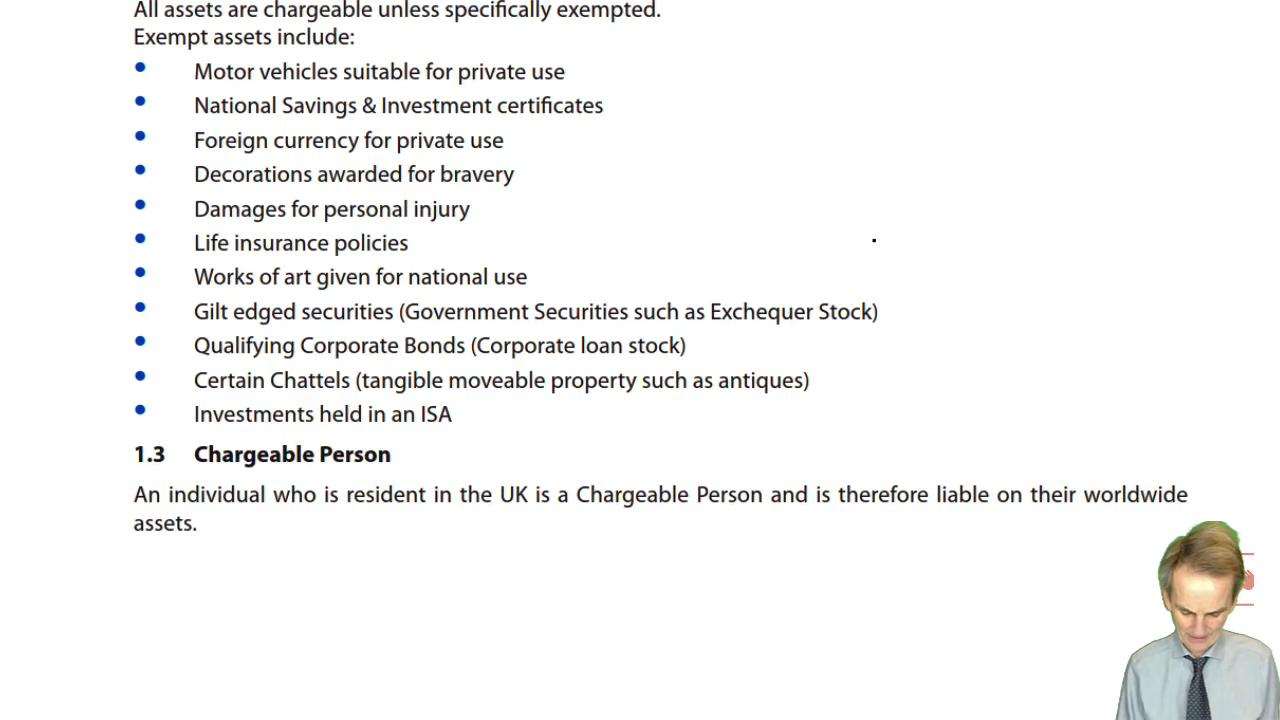 All assets are chargeable unless specifically exempted.
Exempt assets include:
• Motor vehicles suitable for private use
• National Savings & Investment certificates
• Foreign currency for private use
• Decorations awarded for bravery
• Damages for personal injury
• Life insurance policies
• Works of art given for national use
• Gilt edged securities (Government Securities such as Exchequer Stock)
• Qualifying Corporate Bonds (Corporate loan stock)
• Certain Chattels (tangible moveable property such as antiques)
• Investments held in an ISA
1.3 Chargeable Person
An individual who is resident in the UK is a Chargeable Person and is therefore liable on their worldwide
assets.